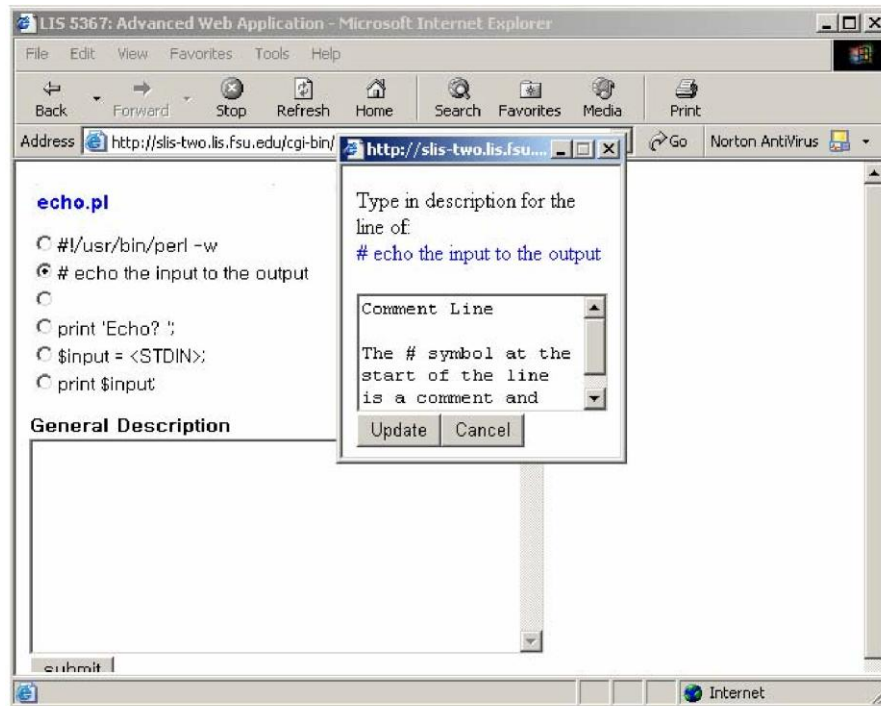 LIS 5367: Advanced Web Application - Microsoft Internet Explorer
File Edit View Favorites Tools Help
Back Forward Stop Refresh Home Search Favorites Media Print
Address http://slis-two.lis.fsu.edu/cgi-bin/ Go Norton AntiVirus
http://slis-two.lis.fsu....
echo.pl
#!/usr/bin/perl -w
# echo the input to the output
print 'Echo? ';
$input = <STDIN>;
print $input;
General Description
submit
Type in description for the
line of:
# echo the input to the output
Comment Line
The # symbol at the
start of the line
is a comment and
Update Cancel
Internet